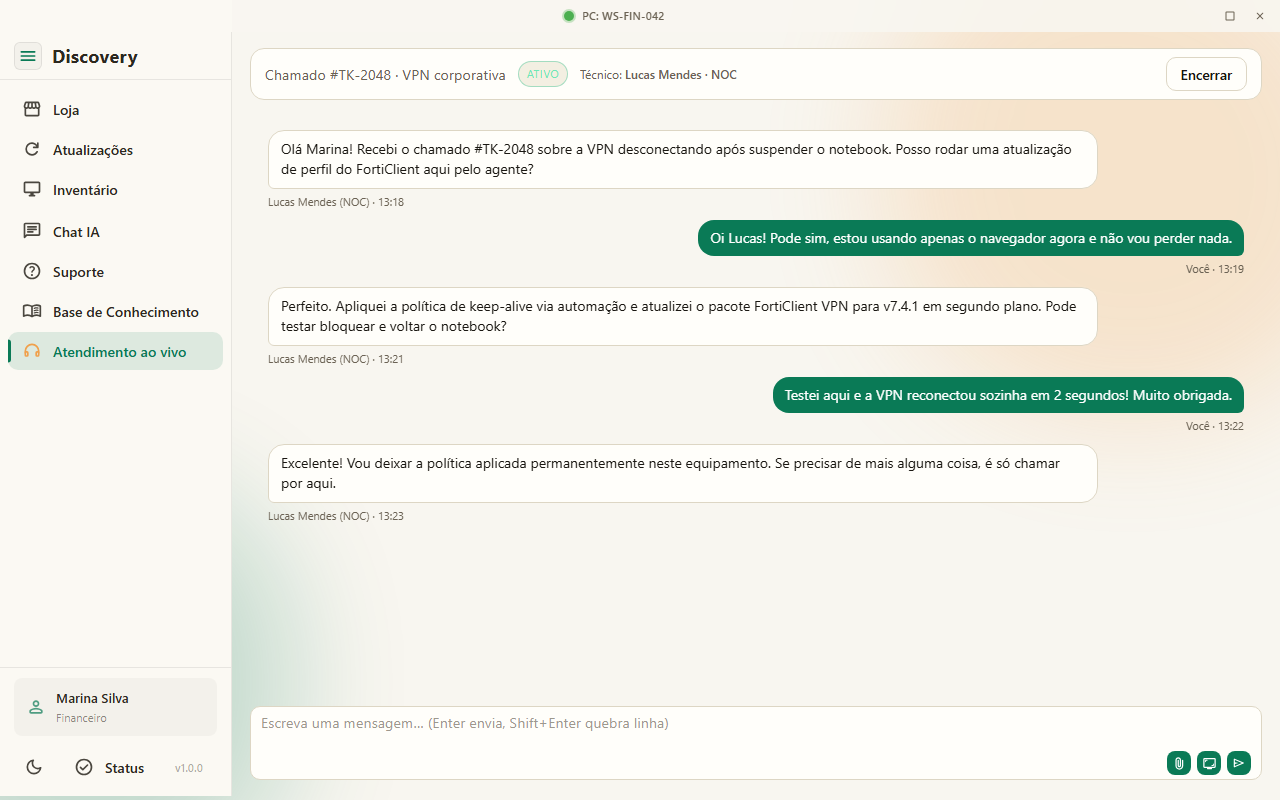 PC: WS-FIN-042
Discovery
Loja
Atualizações
Inventário
Chat IA
Suporte
Base de Conhecimento
Atendimento ao vivo
Marina Silva
Financeiro
Status
v1.0.0
Chamado #TK-2048 · VPN corporativa
ATIVO
Técnico: Lucas Mendes · NOC
Encerrar
Olá Marina! Recebi o chamado #TK-2048 sobre a VPN desconectando após suspender o notebook. Posso rodar uma atualização
de perfil do FortiClient aqui pelo agente?
Lucas Mendes (NOC) · 13:18
Oi Lucas! Pode sim, estou usando apenas o navegador agora e não vou perder nada.
Você · 13:19
Perfeito. Apliquei a política de keep-alive via automação e atualizei o pacote FortiClient VPN para v7.4.1 em segundo plano. Pode
testar bloquear e voltar o notebook?
Lucas Mendes (NOC) · 13:21
Testei aqui e a VPN reconectou sozinha em 2 segundos! Muito obrigada.
Você · 13:22
Excelente! Vou deixar a política aplicada permanentemente neste equipamento. Se precisar de mais alguma coisa, é só chamar
por aqui.
Lucas Mendes (NOC) · 13:23
Escreva uma mensagem... (Enter envia, Shift+Enter quebra linha)